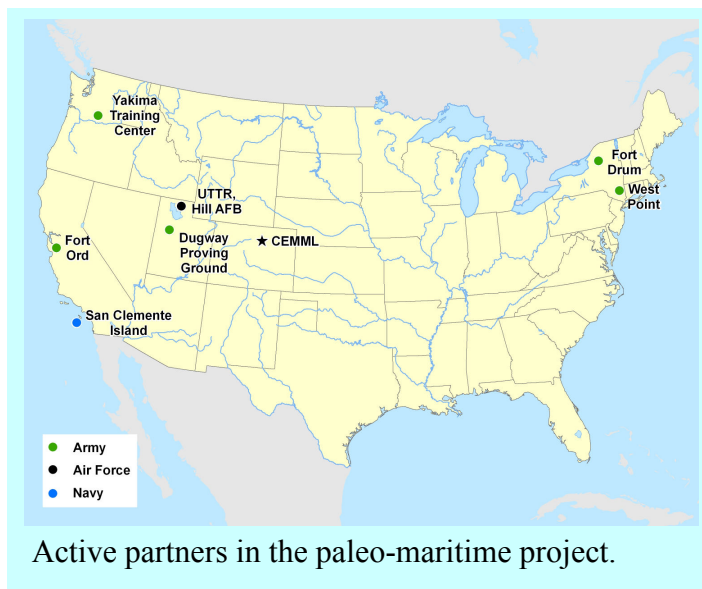 Yakima
Training
Center
Fort
Drum
West
Point
UTTR,
Hill AFB
Fort
Ord
Dugway
Proving
Ground
CEMML
San Clemente
Island
Army
Air Force
Navy
Active partners in the paleo-maritime project.